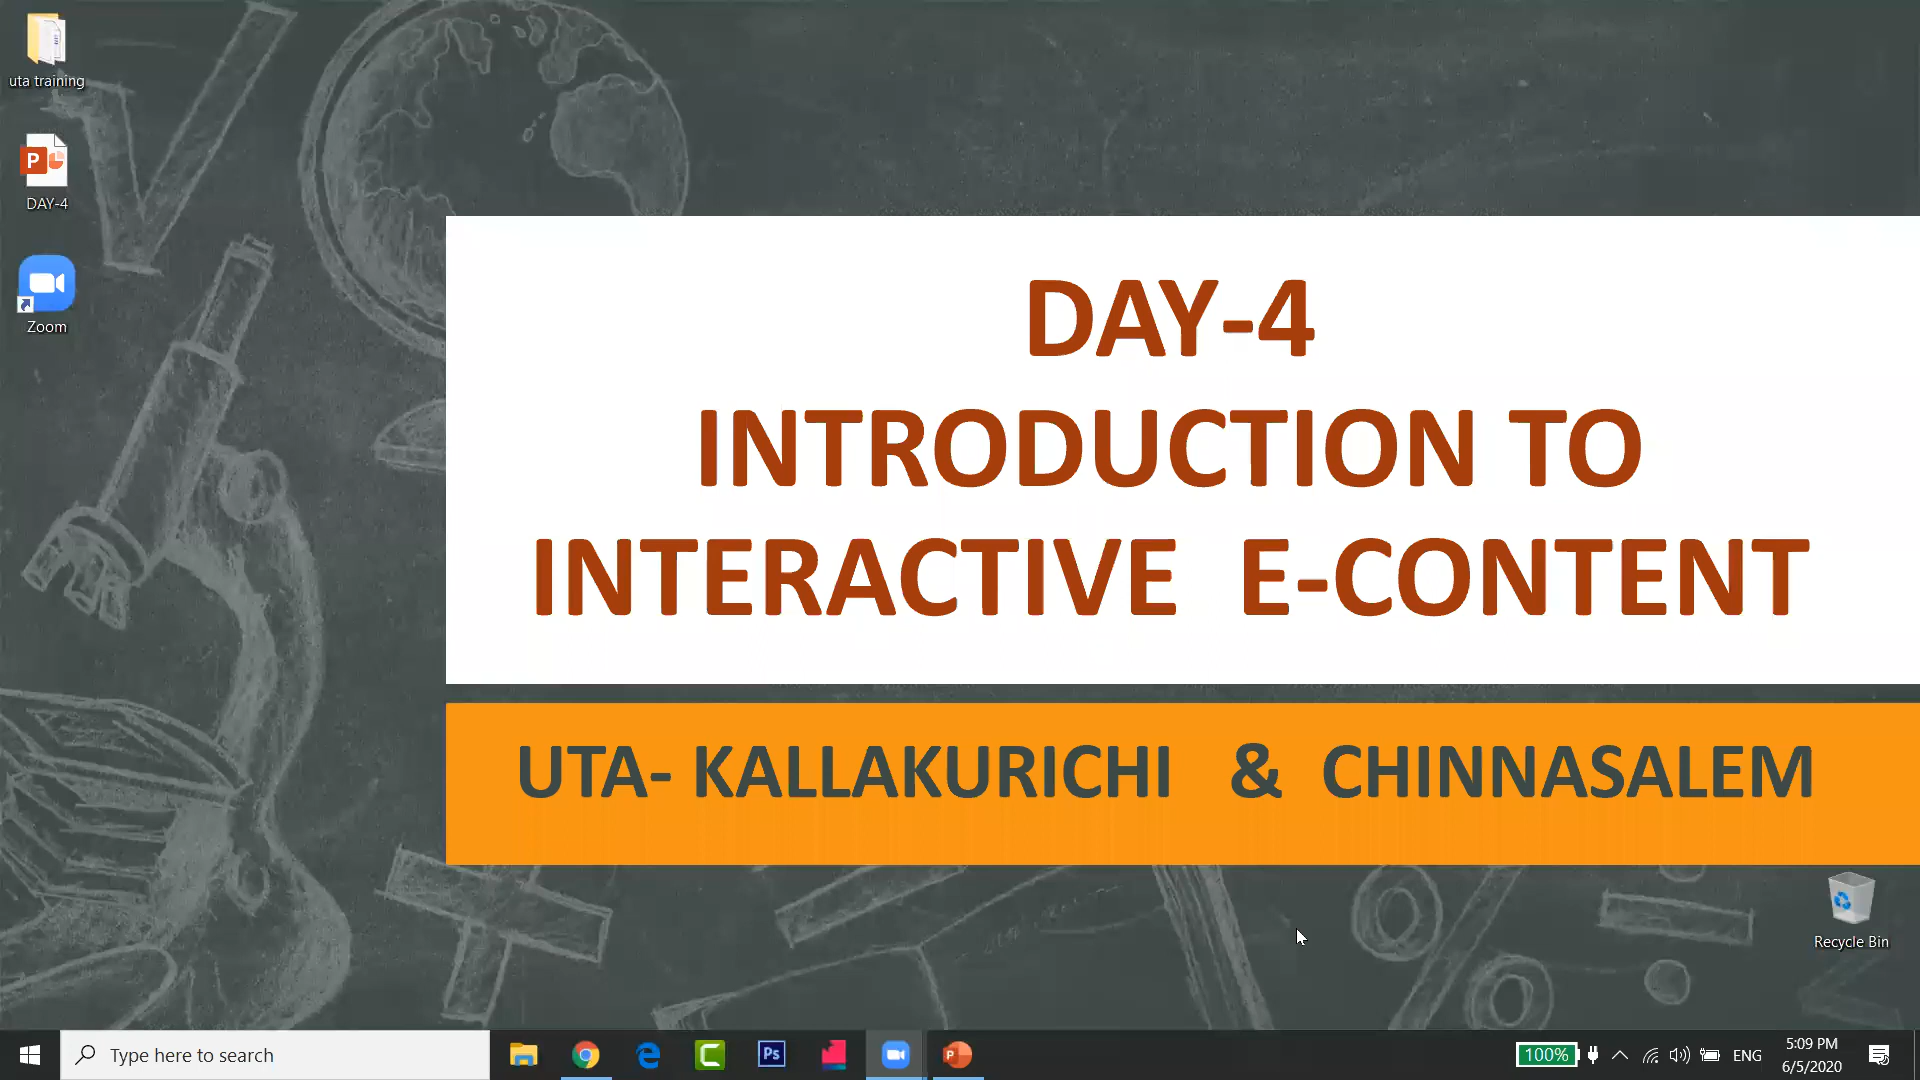 uta training
DAY-4
Zoom
DAY-4
INTRODUCTION TO
INTERACTIVE E-CONTENT
UTA- KALLAKURICHI & CHINNASALEM
Recycle Bin
Type here to search
Ps
100%
ENG
5:09 PM
6/5/2020